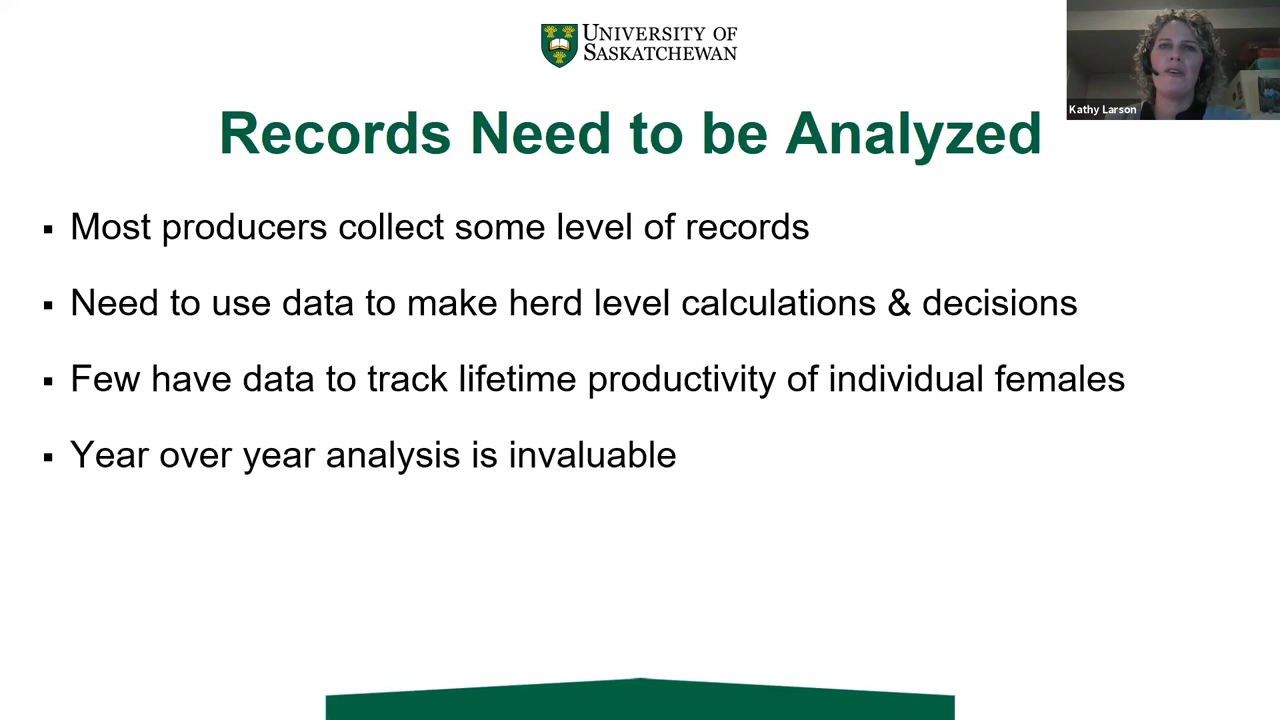 UNIVERSITY OF
SASKATCHEWAN
Kathy Larson
Records Need to be Analyzed
▪ Most producers collect some level of records
▪ Need to use data to make herd level calculations & decisions
▪ Few have data to track lifetime productivity of individual females
▪ Year over year analysis is invaluable